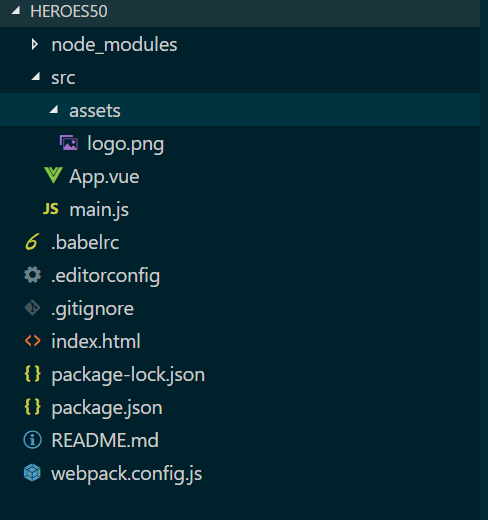 HEROES50
node_modules
src
assets
logo.png
App.vue
JS main.js
.babelrc
.editorconfig
.gitignore
index.html
package-lock.json
package.json
README.md
webpack.config.js